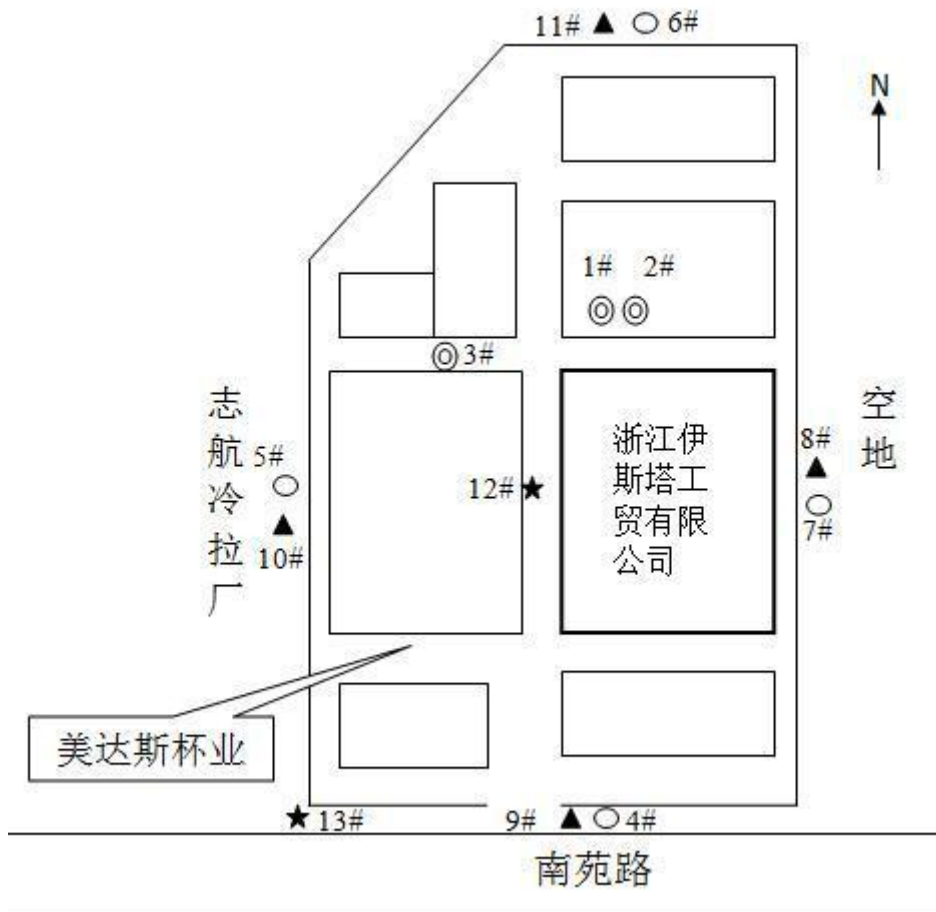 11# ▲ ○ 6#
N
1# 2#
◎ ◎
◎ 3#
志航冷拉厂
5#
○
▲
10#
12# ★
浙江伊
斯塔工
贸有限
公司
8#
▲
○
7#
空地
美达斯杯业
★ 13#
9# ▲ ○ 4#
南苑路